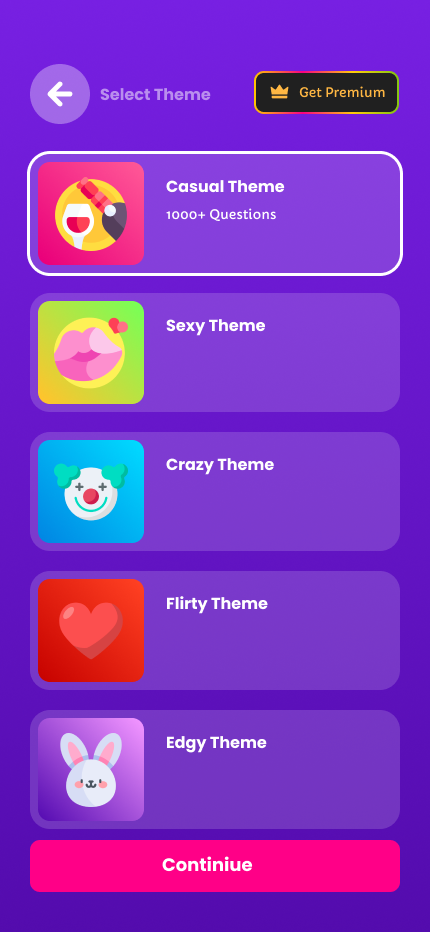 Select Theme
Get Premium
Casual Theme
1000+ Questions
Sexy Theme
Crazy Theme
Flirty Theme
Edgy Theme
Continiue